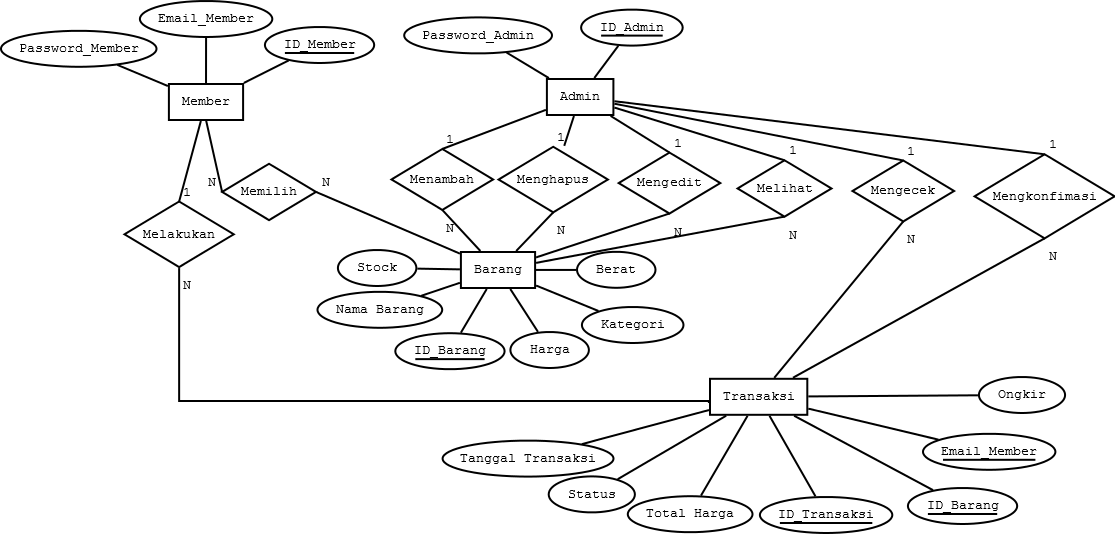 Email_Member
Password_Member
ID_Member
Member
Password_Admin
ID_Admin
Admin
1
1
1
1
1
1
Menambah
Menghapus
Mengedit
Melihat
Mengecek
Mengkonfimasi
1
N
Memilih
N
Melakukan
N
N
N
N
N
N
N
Stock
Barang
Berat
Nama Barang
Kategori
ID_Barang
Harga
Transaksi
Ongkir
Tanggal Transaksi
Email_Member
Status
Total Harga
ID_Transaksi
ID_Barang